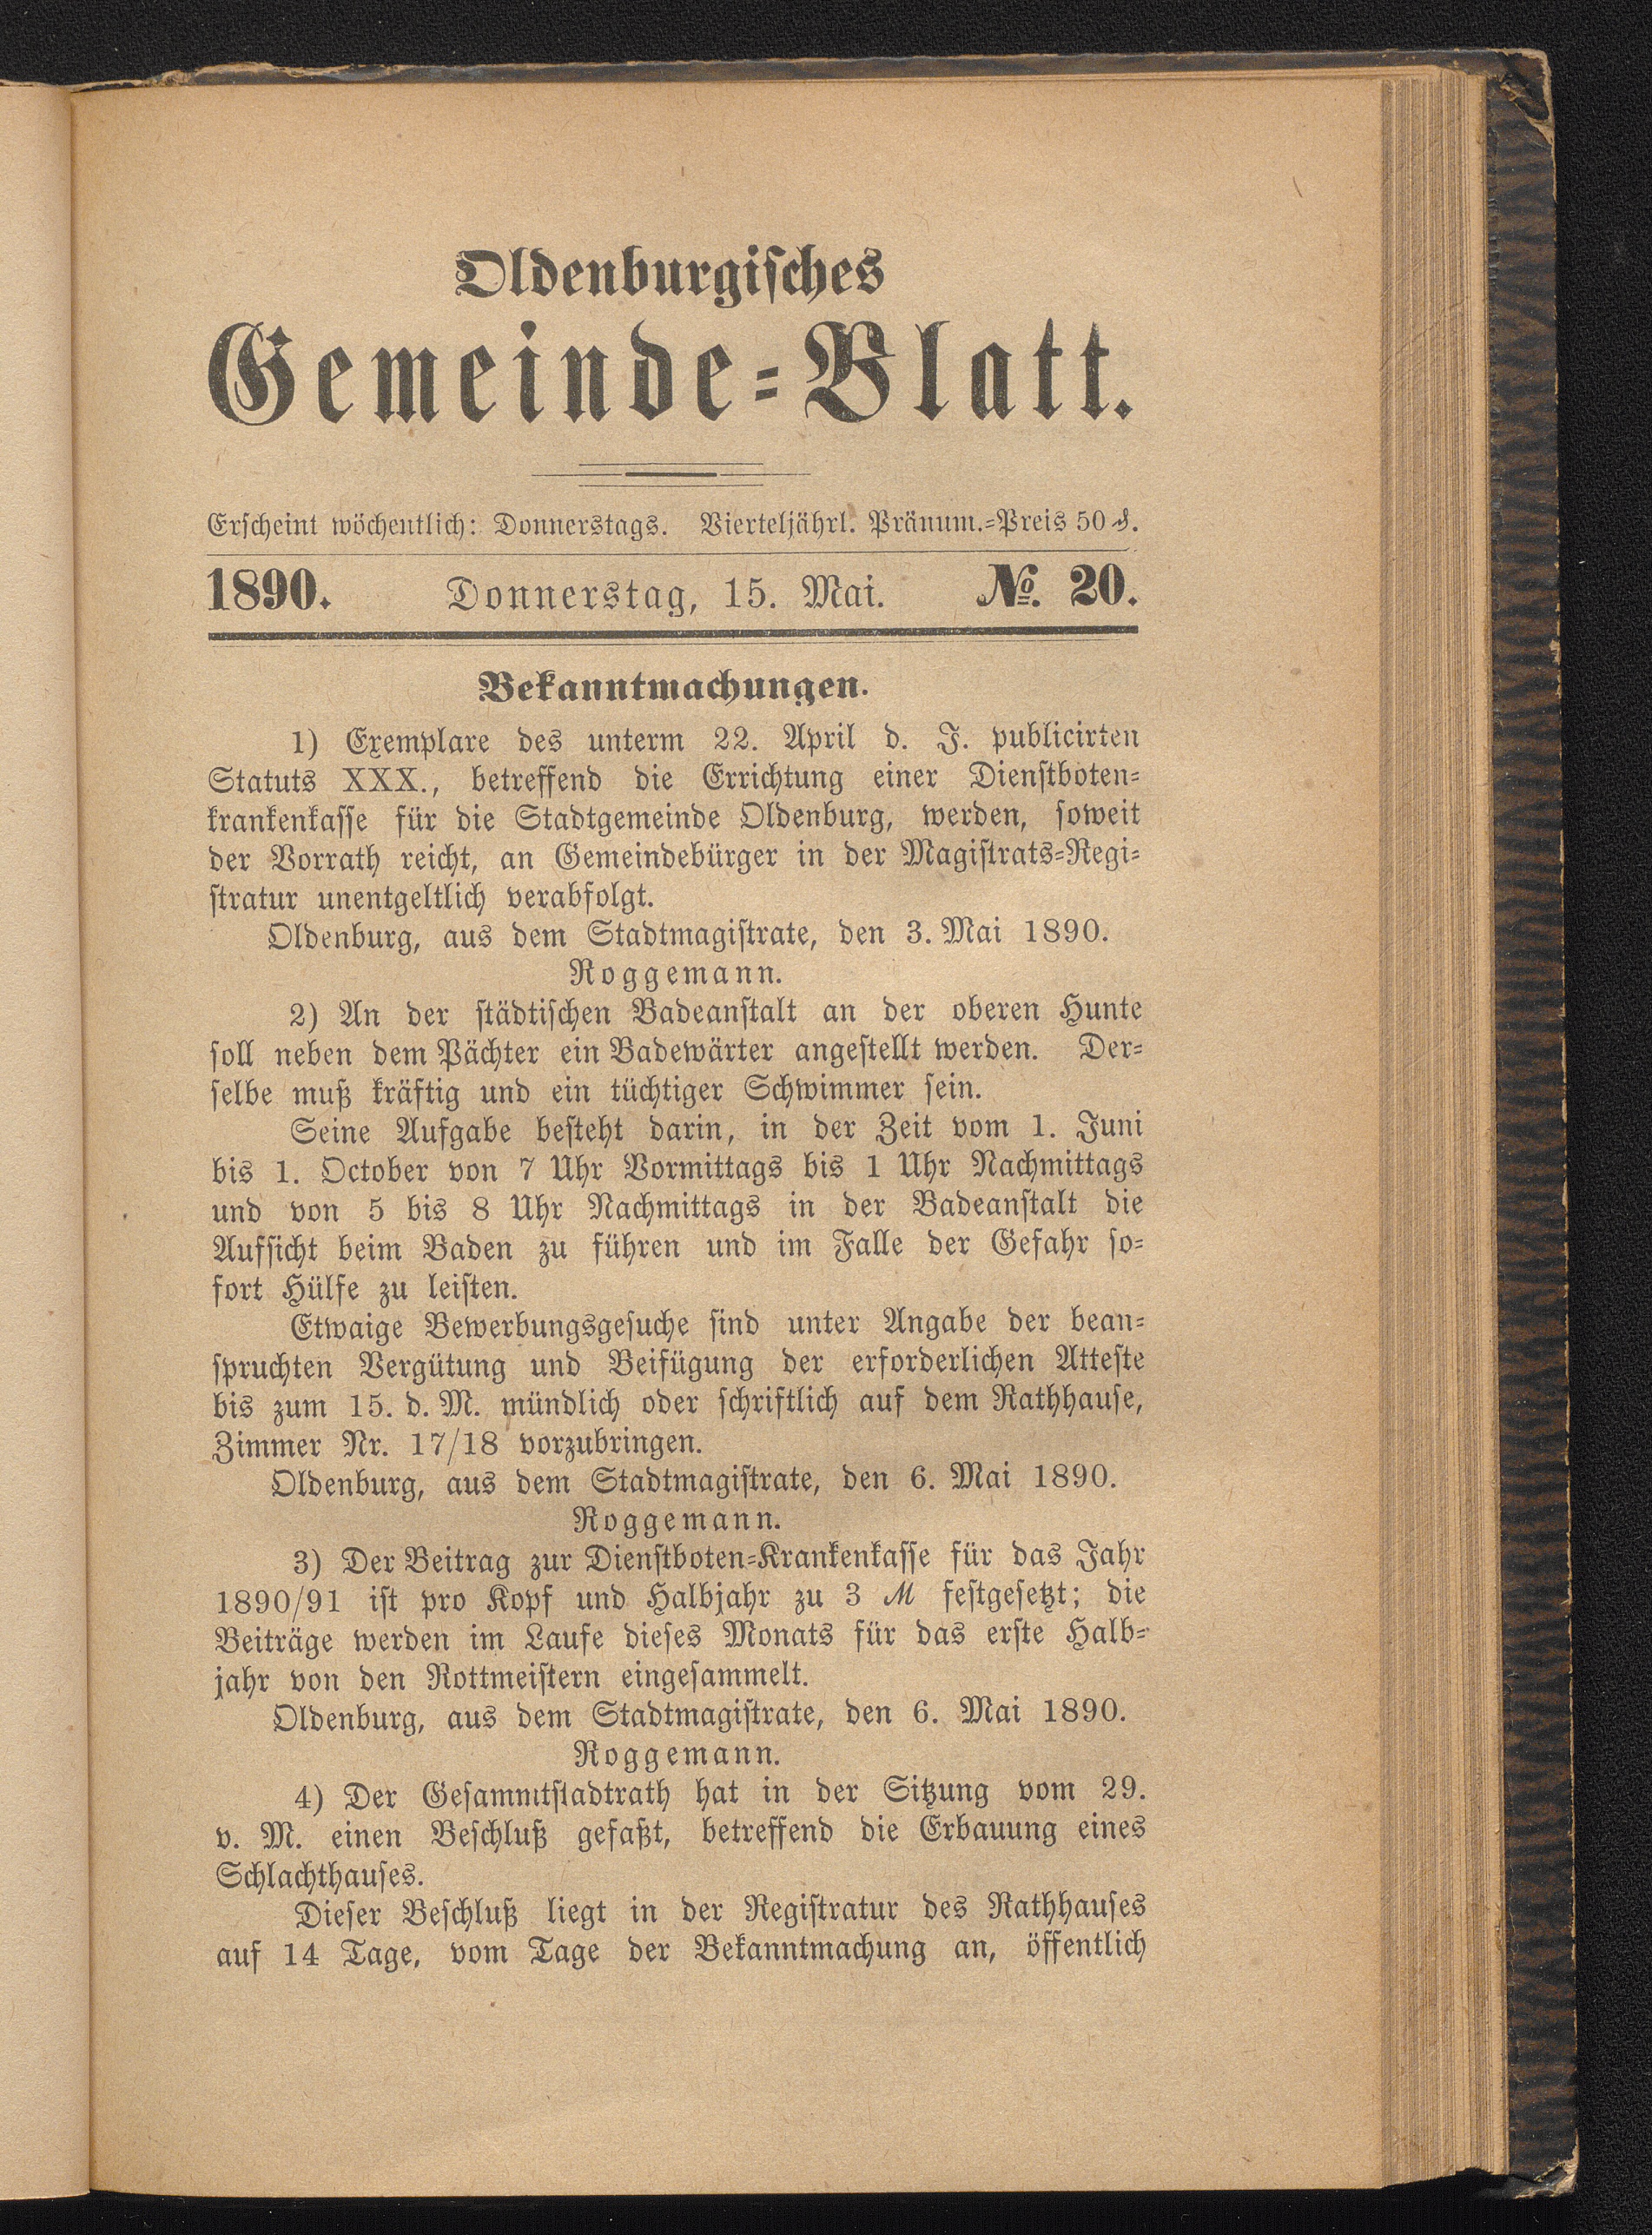 Oldenburgisches
Gemeinde-Blatt.
Erscheint wöchentlich: Donnerstags. Vierteljährl. Pränum.-Preis 50 ₰.
1890. Donnerstag, 15. Mai. №. 20.
Bekanntmachungen.
1) Exemplare des unterm 22. April d. J. publicirten
Statuts XXX., betreffend die Errichtung einer Dienstboten-
krankenkasse für die Stadtgemeinde Oldenburg, werden, soweit
der Vorrath reicht, an Gemeindebürger in der Magistrats-Regi-
stratur unentgeltlich verabfolgt.
Oldenburg, aus dem Stadtmagistrate, den 3. Mai 1890.
Roggemann.
2) An der städtischen Badeanstalt an der oberen Hunte
soll neben dem Pächter ein Badewärter angestellt werden. Der-
selbe muß kräftig und ein tüchtiger Schwimmer sein.
Seine Aufgabe besteht darin, in der Zeit vom 1. Juni
bis 1. October von 7 Uhr Vormittags bis 1 Uhr Nachmittags
und von 5 bis 8 Uhr Nachmittags in der Badeanstalt die
Aufsicht beim Baden zu führen und im Falle der Gefahr so-
fort Hülfe zu leisten.
Etwaige Bewerbungsgesuche sind unter Angabe der bean-
spruchten Vergütung und Beifügung der erforderlichen Atteste
bis zum 15. d. M. mündlich oder schriftlich auf dem Rathhause,
Zimmer Nr. 17/18 vorzubringen.
Oldenburg, aus dem Stadtmagistrate, den 6. Mai 1890.
Roggemann.
3) Der Beitrag zur Dienstboten-Krankenkasse für das Jahr
1890/91 ist pro Kopf und Halbjahr zu 3 ℳ festgesetzt; die
Beiträge werden im Laufe dieses Monats für das erste Halb-
jahr von den Rottmeistern eingesammelt.
Oldenburg, aus dem Stadtmagistrate, den 6. Mai 1890.
Roggemann.
4) Der Gesammtstadtrath hat in der Sitzung vom 29.
v. M. einen Beschluß gefaßt, betreffend die Erbauung eines
Schlachthauses.
Dieser Beschluß liegt in der Registratur des Rathhauses
auf 14 Tage, vom Tage der Bekanntmachung an, öffentlich